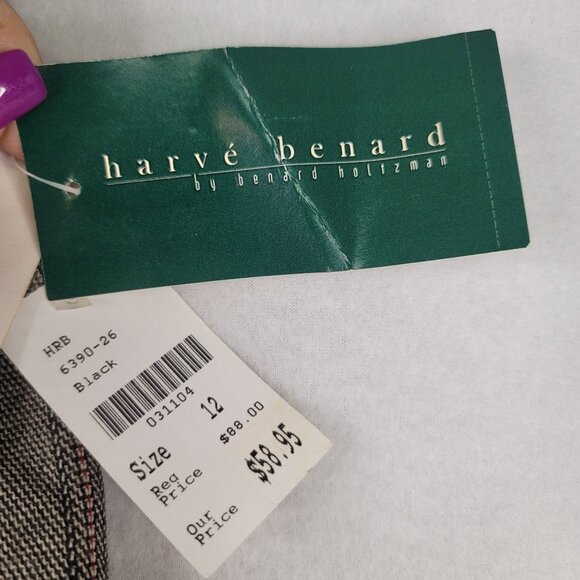 harvé benard
by benard holtzman
HRB
6390-26
Black
031104
Size 12
Reg Price $88.00
Our Price $58.95